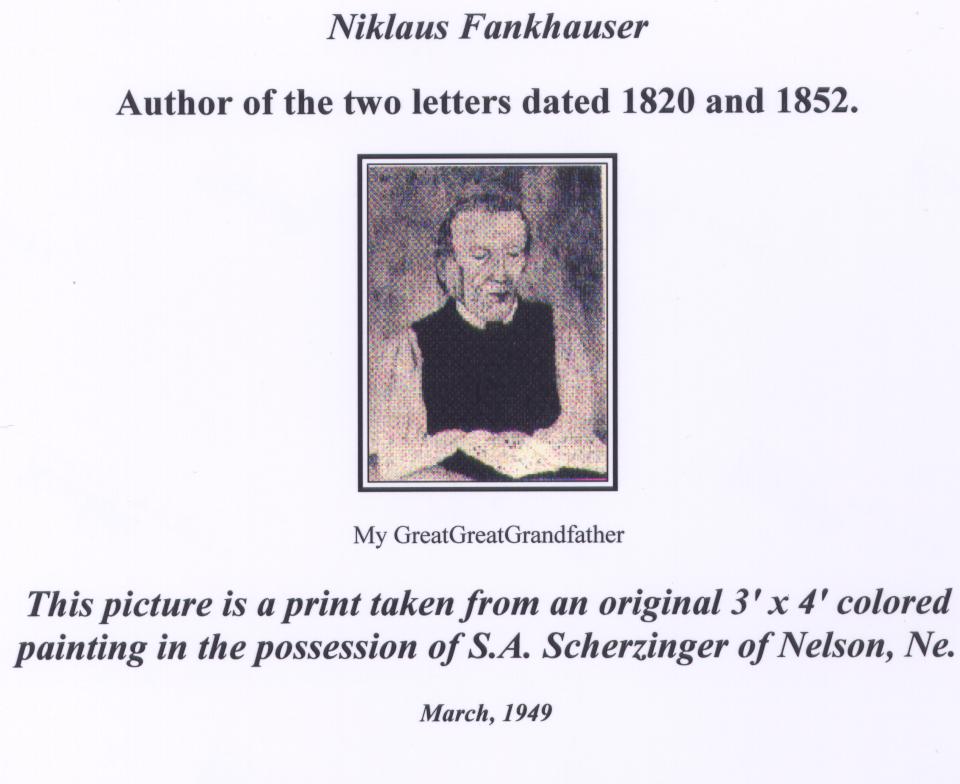 Niklaus Fankhauser
Author of the two letters dated 1820 and 1852.
My GreatGreatGrandfather
This picture is a print taken from an original 3' x 4' colored
painting in the possession of S.A. Scherzinger of Nelson, Ne.
March, 1949